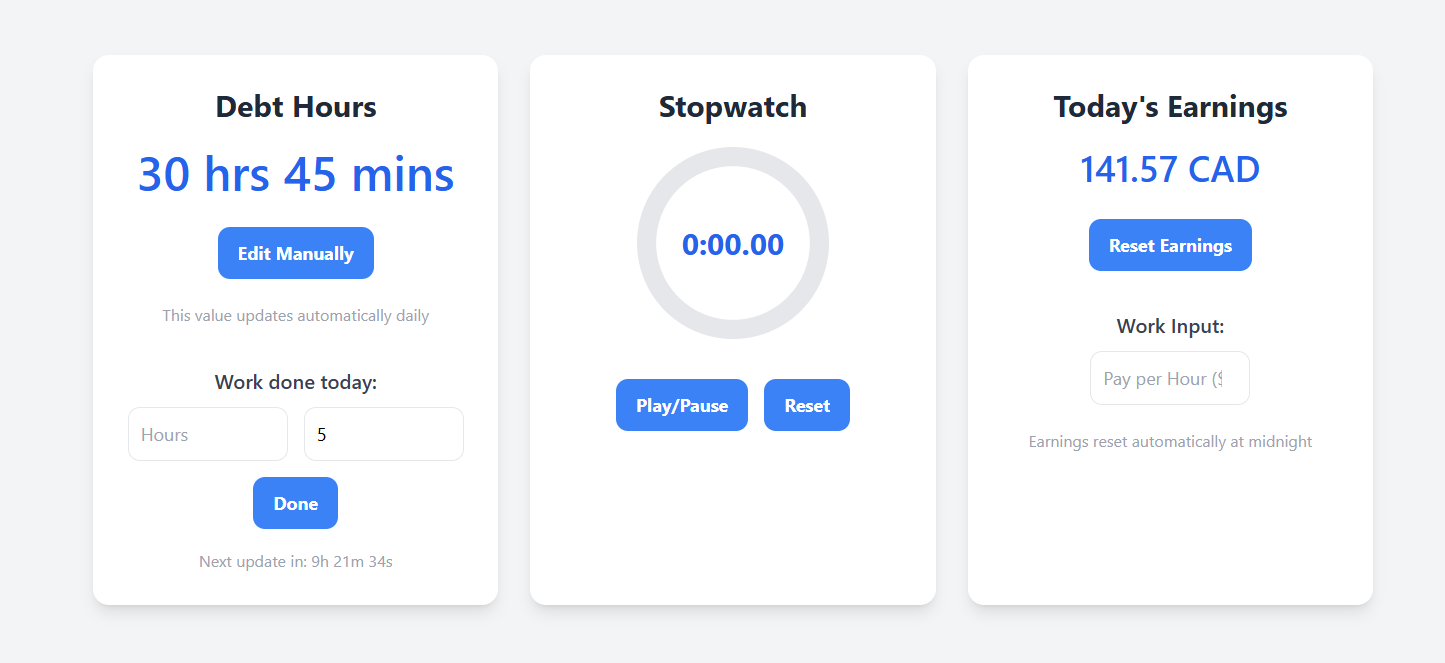 Debt Hours
30 hrs 45 mins
Edit Manually
This value updates automatically daily
Work done today:
Hours
5
Done
Next update in: 9h 21m 34s
Stopwatch
0:00.00
Play/Pause
Reset
Today's Earnings
141.57 CAD
Reset Earnings
Work Input:
Pay per Hour ($
Earnings reset automatically at midnight